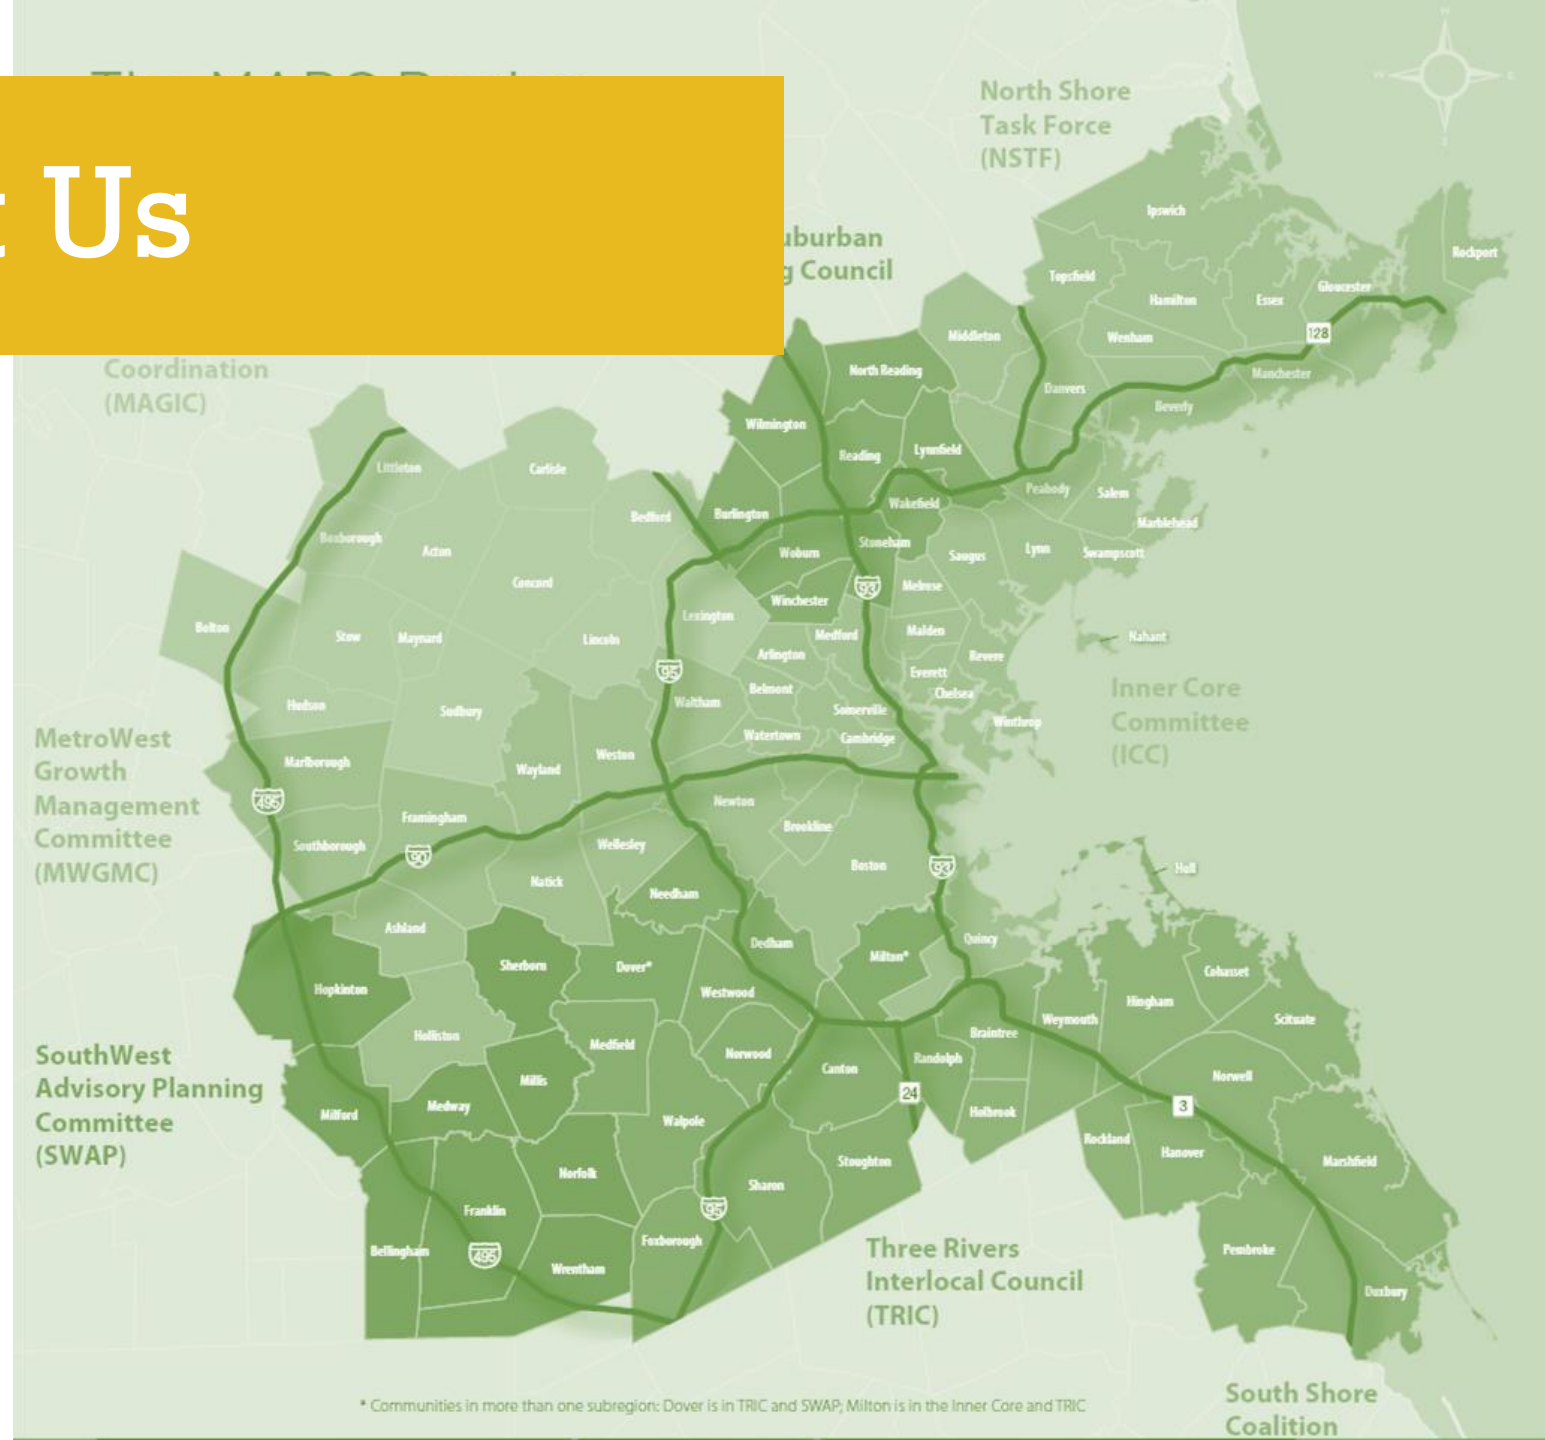 Us
North Shore
Task Force
(NSTF)
uburban
g Council
Coordination
(MAGIC)
MetroWest
Growth
Management
Committee
(MWGMC)
Inner Core
Committee
(ICC)
SouthWest
Advisory Planning
Committee
(SWAP)
Three Rivers
Interlocal Council
(TRIC)
South Shore
Coalition
Ipswich
Rockport
Topsfield
Hamilton
Essex
Gloucester
128
Middleton
Wenham
Manchester
North Reading
Danvers
Beverly
Wilmington
Reading
Lynnfield
Littleton
Carlisle
Peabody
Salem
Bedford
Burlington
Wakefield
Marblehead
Boxborough
Acton
Woburn
Stoneham
Saugus
Lynn
Swampscott
Concord
93
Melrose
Winchester
Lexington
Bolton
Stow
Maynard
Lincoln
Medford
Malden
Nahant
Arlington
Revere
95
Everett
Belmont
Chelsea
Hudson
Sudbury
Waltham
Somerville
Winthrop
Watertown
Cambridge
Marlborough
Wayland
Weston
495
Newton
Framingham
Brookline
Southborough
90
Wellesley
Boston
93
Hull
Natick
Needham
Ashland
Dedham
Quincy
Milton*
Sherborn
Dover*
Cohasset
Hopkinton
Westwood
Hingham
Weymouth
Scituate
Holliston
Medfield
Norwood
Braintree
Randolph
Canton
Norwell
Millis
24
3
Milford
Medway
Holbrook
Walpole
Rockland
Hanover
Stoughton
Marshfield
Norfolk
Sharon
Franklin
95
Foxborough
Bellingham
495
Wrentham
Pembroke
Duxbury
* Communities in more than one subregion: Dover is in TRIC and SWAP; Milton is in the Inner Core and TRIC